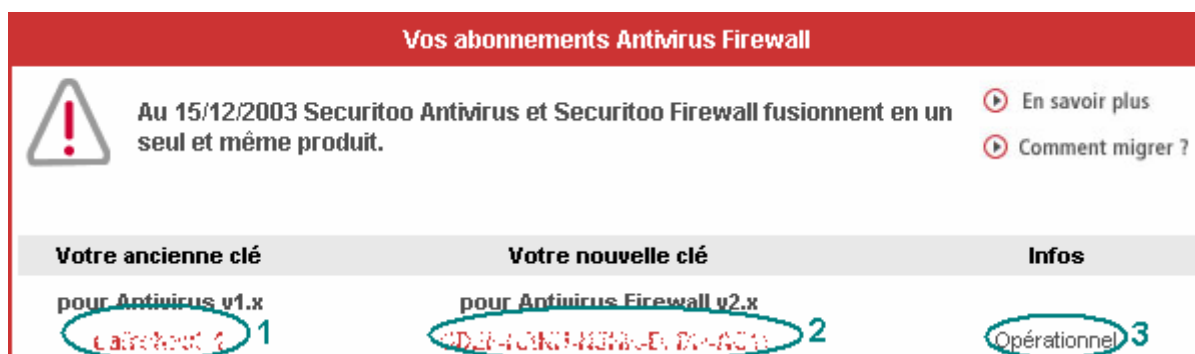 Vos abonnements Antivirus Firewall
Au 15/12/2003 Securitoo Antivirus et Securitoo Firewall fusionnent en un
seul et même produit.
En savoir plus
Comment migrer ?
Votre ancienne clé Votre nouvelle clé Infos
pour Antivirus v1.x pour Antivirus Firewall v2.x
1 2 Opérationnel 3